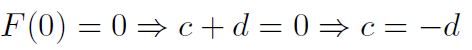 F(0) = 0 ⇒ c + d = 0 ⇒ c = −d